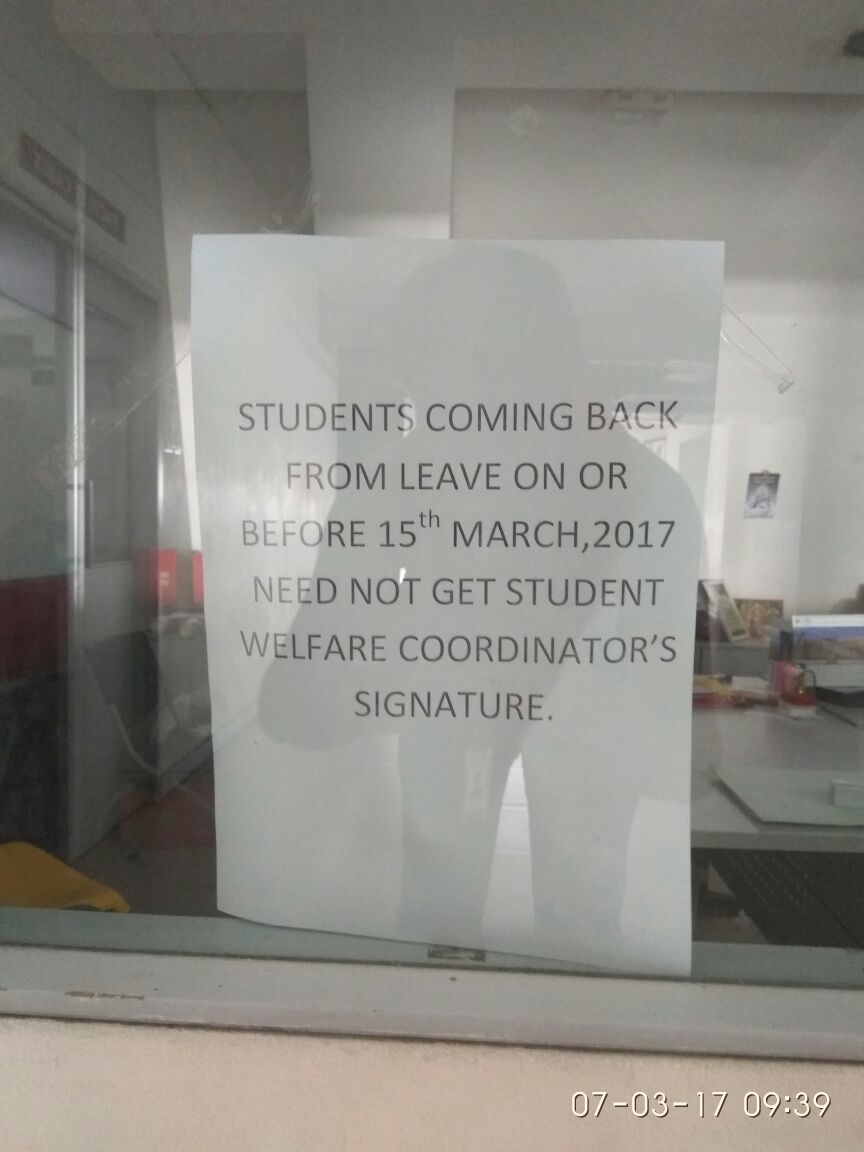 STUDENTS COMING BACK
FROM LEAVE ON OR
BEFORE 15th MARCH,2017
NEED NOT GET STUDENT
WELFARE COORDINATOR'S
SIGNATURE.
07-03-17 09:39